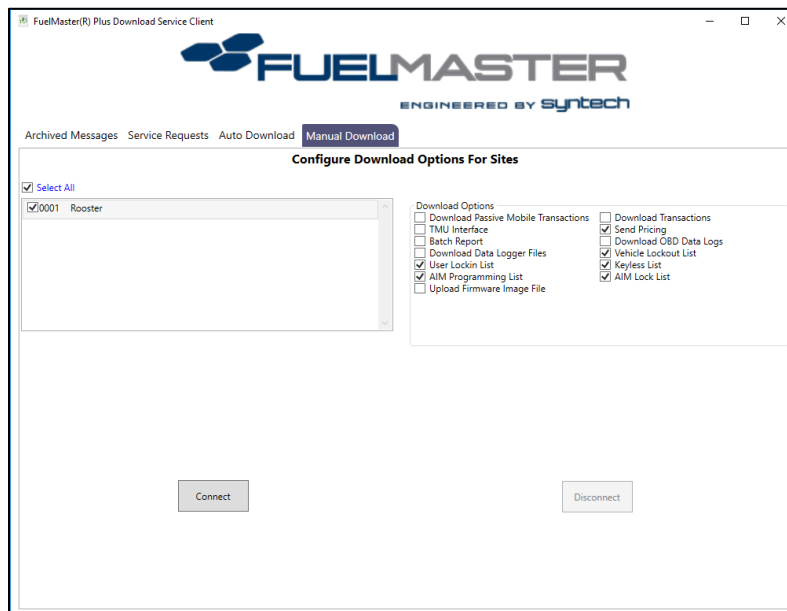 FuelMaster(R) Plus Download Service Client
FUELMASTER
ENGINEERED BY syntech
Archived Messages Service Requests Auto Download Manual Download
Configure Download Options For Sites
Select All
0001 Rooster
Download Options
Download Passive Mobile Transactions Download Transactions
TMU Interface Send Pricing
Batch Report Download OBD Data Logs
Download Data Logger Files Vehicle Lockout List
User Lockin List Keyless List
AIM Programming List AIM Lock List
Upload Firmware Image File
Connect Disconnect